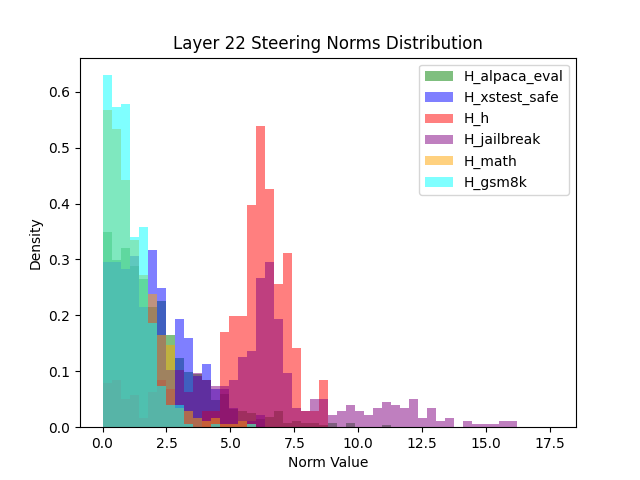 Layer 22 Steering Norms Distribution
H_alpaca_eval
H_xstest_safe
H_h
H_jailbreak
H_math
H_gsm8k
Density
0.6
0.5
0.4
0.3
0.2
0.1
0.0
0.0 2.5 5.0 7.5 10.0 12.5 15.0 17.5
Norm Value